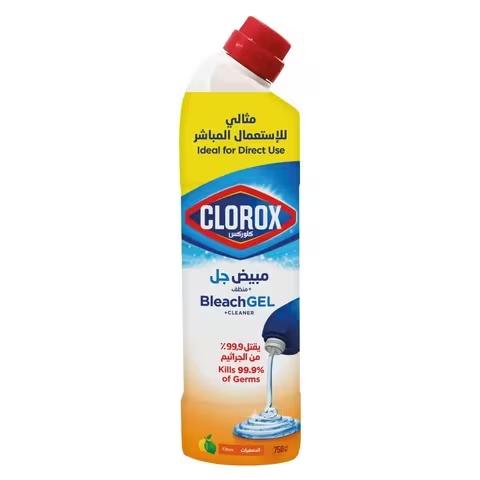 مثالي
للإستعمال المباشر
Ideal for Direct Use
CLOROX
كلوركس
مبيض جل
+منظف
BleachGEL
+CLEANER
يقتل 99,9٪
من الجراثيم
Kills 99.9%
of Germs
Citrus الحمضيات